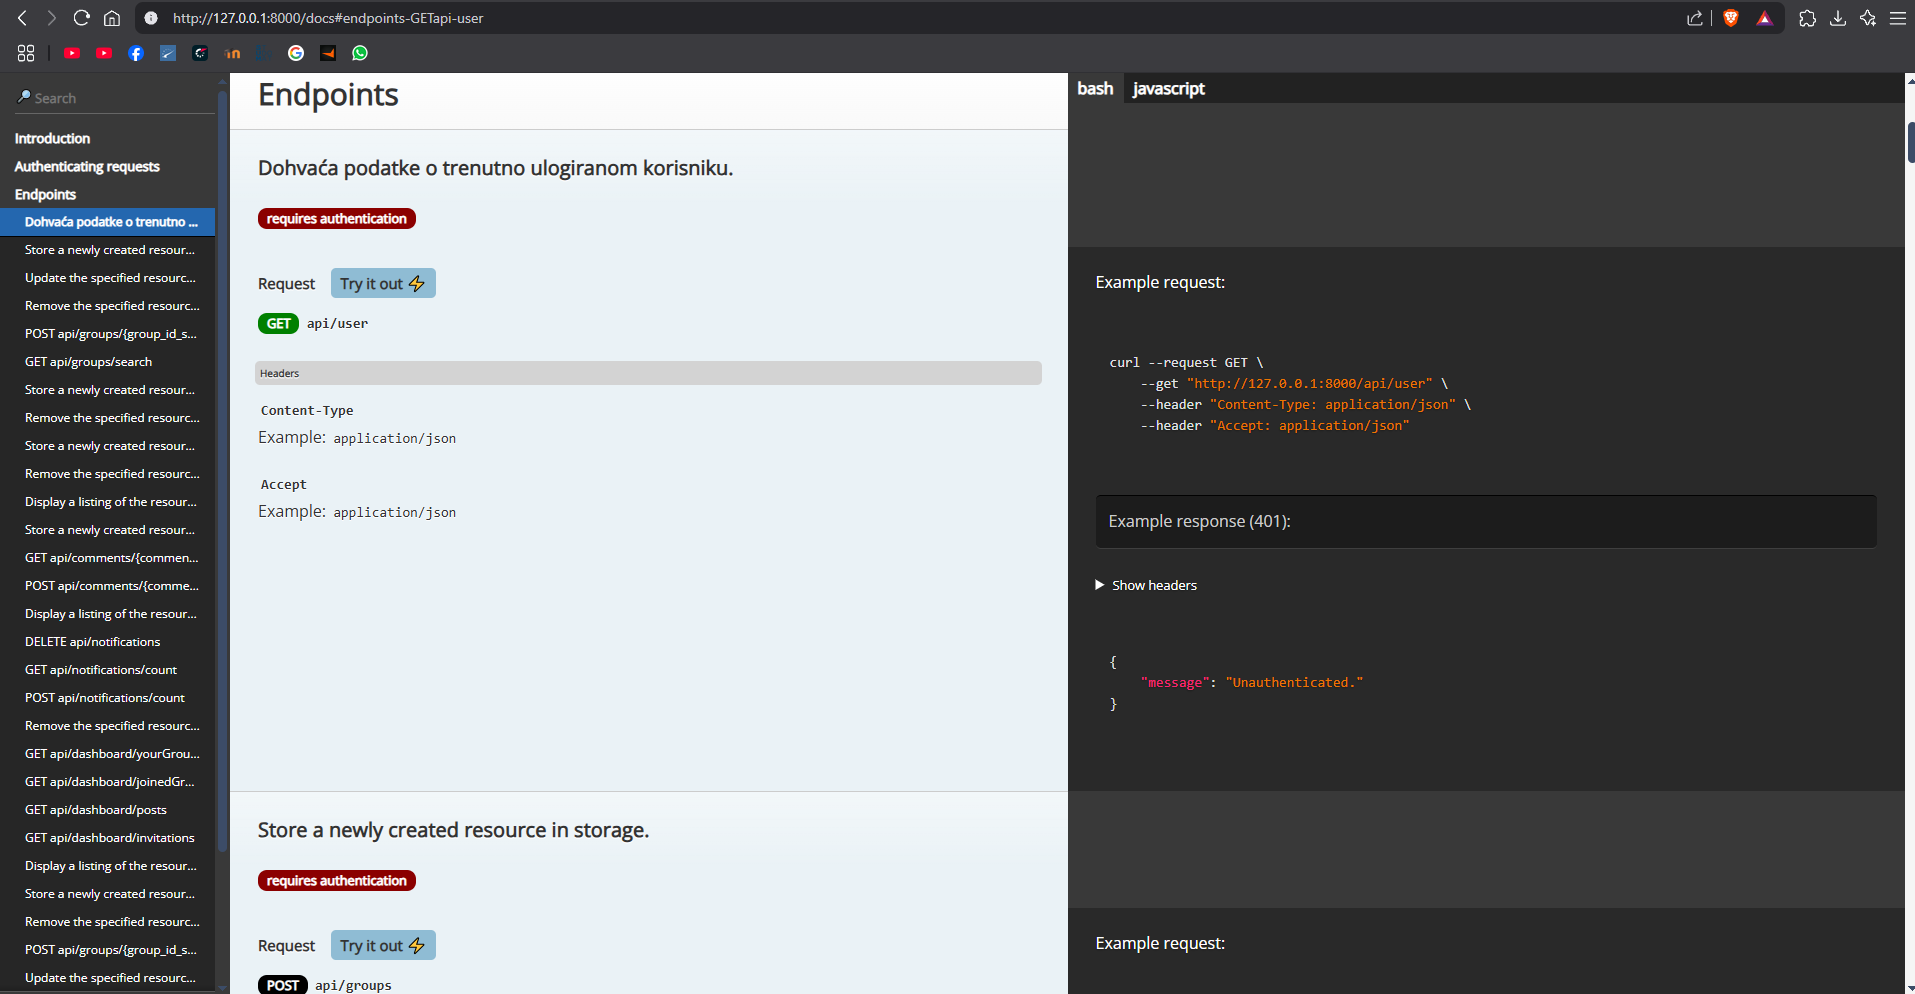 http://127.0.0.1:8000/docs#endpoints-GETapi-user
Search
Introduction
Authenticating requests
Endpoints
Dohvaća podatke o trenutno ...
Store a newly created resour...
Update the specified resourc...
Remove the specified resourc...
POST api/groups/{group_id_s...
GET api/groups/search
Store a newly created resour...
Remove the specified resourc...
Store a newly created resour...
Remove the specified resourc...
Display a listing of the resour...
Store a newly created resour...
GET api/comments/{commen...
POST api/comments/{comme...
Display a listing of the resour...
DELETE api/notifications
GET api/notifications/count
POST api/notifications/count
Remove the specified resourc...
GET api/dashboard/yourGrou...
GET api/dashboard/joinedGr...
GET api/dashboard/posts
GET api/dashboard/invitations
Display a listing of the resour...
Store a newly created resour...
Remove the specified resourc...
POST api/groups/{group_id_s...
Update the specified resourc...
Endpoints
Dohvaća podatke o trenutno ulogiranom korisniku.
requires authentication
Request Try it out ⚡
GET api/user
Headers
Content-Type
Example: application/json
Accept
Example: application/json
Store a newly created resource in storage.
requires authentication
Request Try it out ⚡
POST api/groups
bash javascript
Example request:
curl --request GET \
--get "http://127.0.0.1:8000/api/user" \
--header "Content-Type: application/json" \
--header "Accept: application/json"
Example response (401):
Show headers
{
"message": "Unauthenticated."
}
Example request: